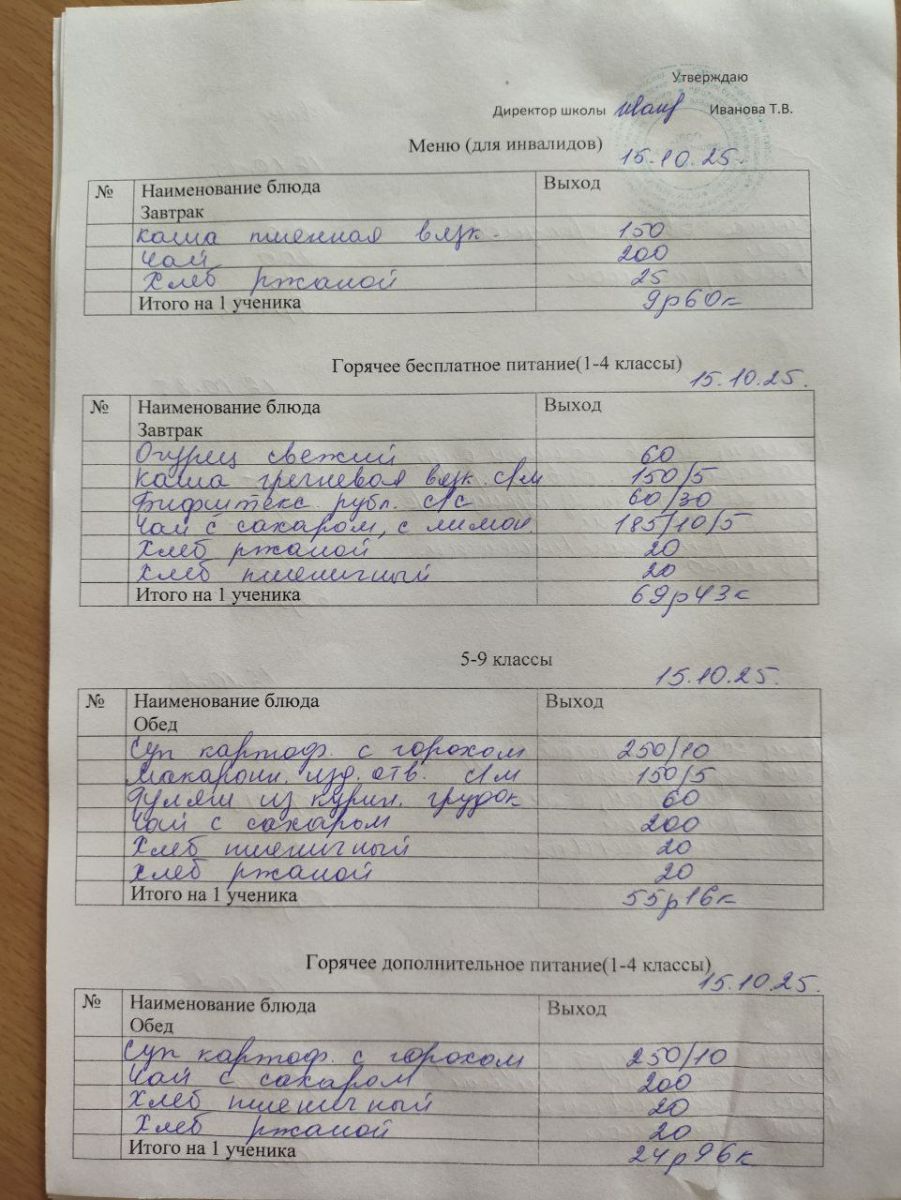 Утверждаю
Директор школы Иванова Т.В.
Меню (для инвалидов)
15.10.25.
№ Наименование блюда Выход
Завтрак
каша пшенная вязк. 150
Чай 200
Хлеб ржаной 25
Итого на 1 ученика 9р60к
Горячее бесплатное питание(1-4 классы)
15.10.25.
№ Наименование блюда Выход
Завтрак
Огурец свежий 60
Каша гречневая вязк. с/м 150/5
Бифштекс рубл. с/с 60/30
Чай с сахаром, с лимон. 185/10/5
Хлеб ржаной 20
Хлеб пшеничный 20
Итого на 1 ученика 69р43к
5-9 классы
15.10.25.
№ Наименование блюда Выход
Обед
Суп картоф. с горохом 250/10
Макарон. изд. отв. с/м 150/5
Гуляш из курин. грудок 60
Чай с сахаром 200
Хлеб пшеничный 20
Хлеб ржаной 20
Итого на 1 ученика 55р16к
Горячее дополнительное питание(1-4 классы)
15.10.25.
№ Наименование блюда Выход
Обед
Суп картоф. с горохом 250/10
Чай с сахаром 200
Хлеб пшеничный 20
Хлеб ржаной 20
Итого на 1 ученика 24р96к